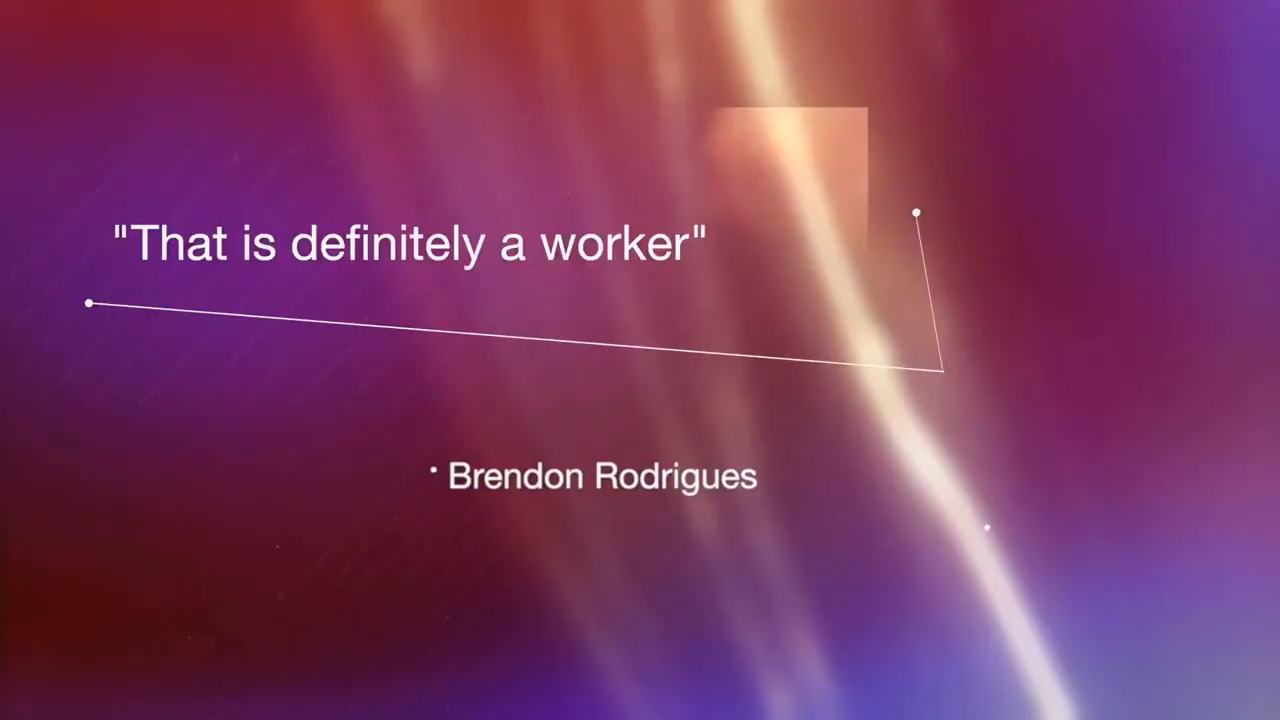 "That is definitely a worker"
• Brendon Rodrigues